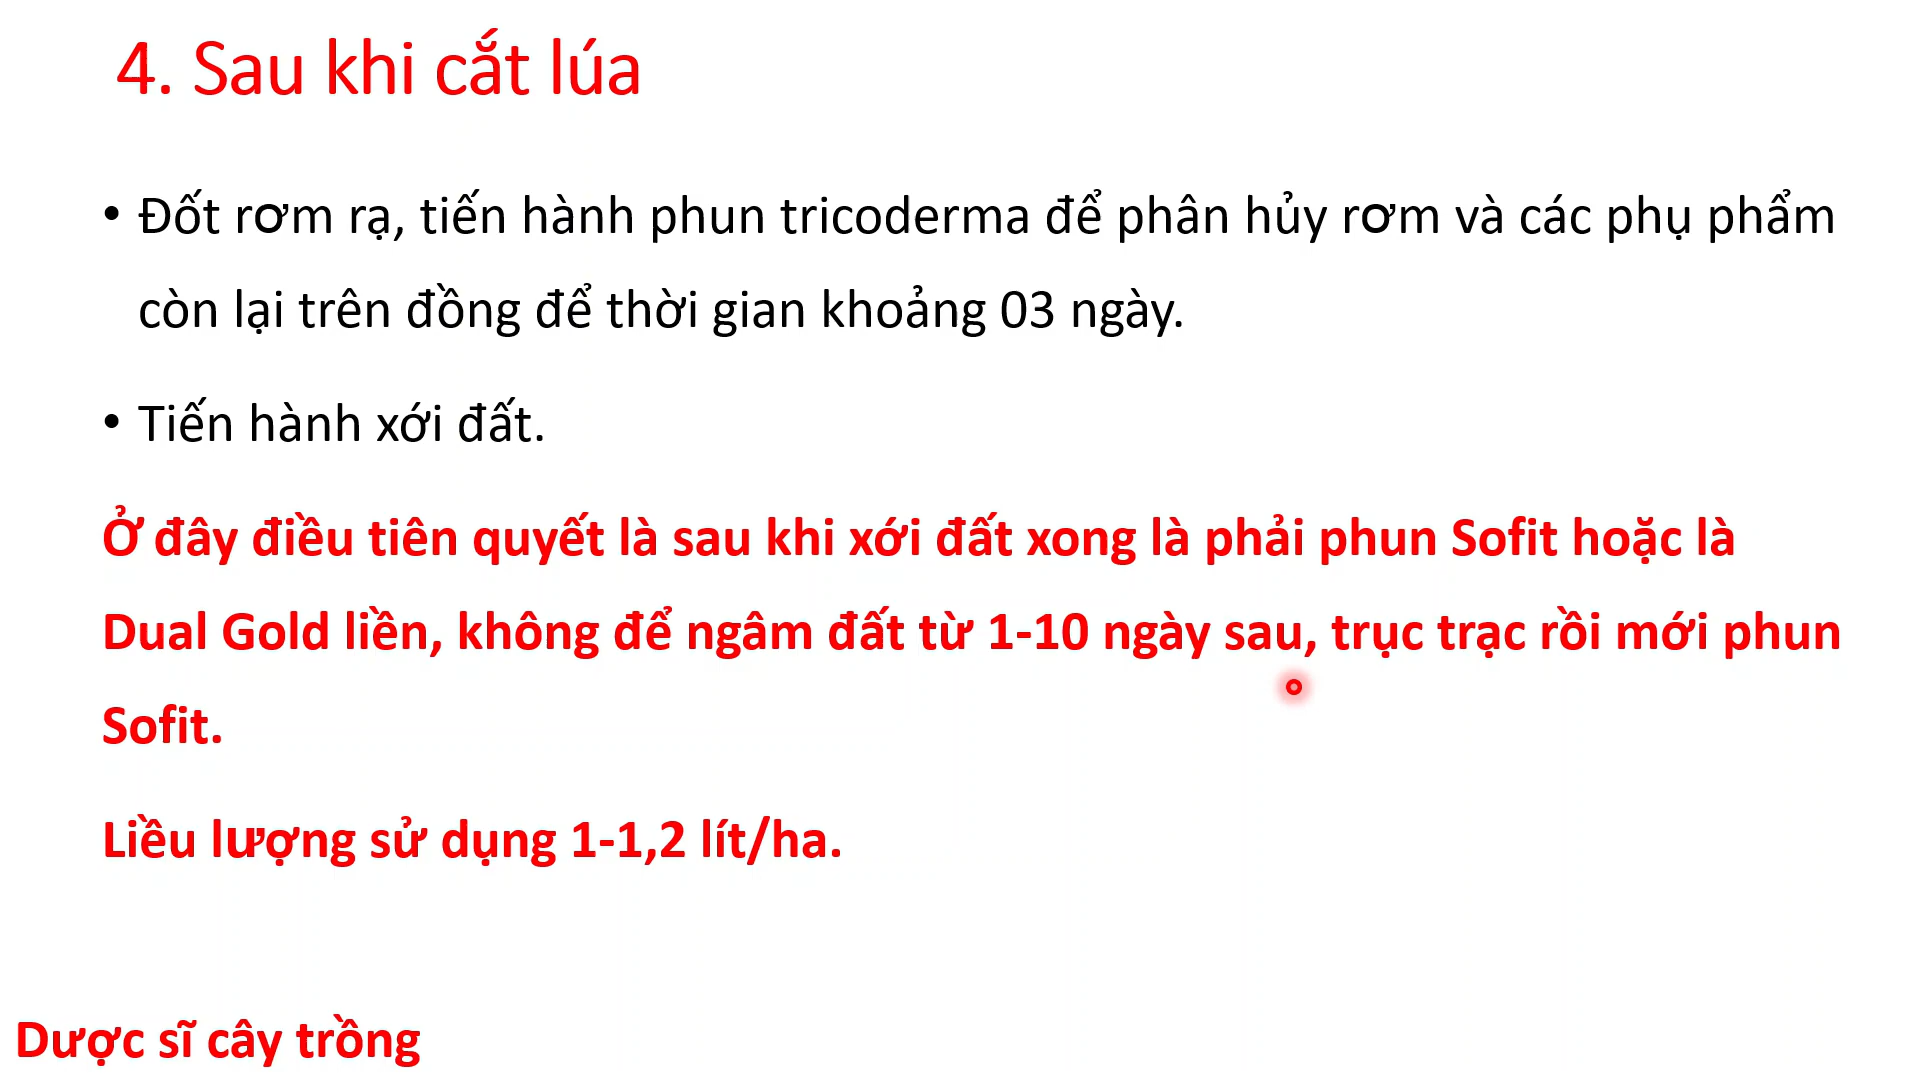 4. Sau khi cắt lúa
• Đốt rơm rạ, tiến hành phun tricoderma để phân hủy rơm và các phụ phẩm
còn lại trên đồng để thời gian khoảng 03 ngày.
• Tiến hành xới đất.
Ở đây điều tiên quyết là sau khi xới đất xong là phải phun Sofit hoặc là
Dual Gold liền, không để ngâm đất từ 1-10 ngày sau, trục trạc rồi mới phun
Sofit.
Liều lượng sử dụng 1-1,2 lít/ha.
Dược sĩ cây trồng